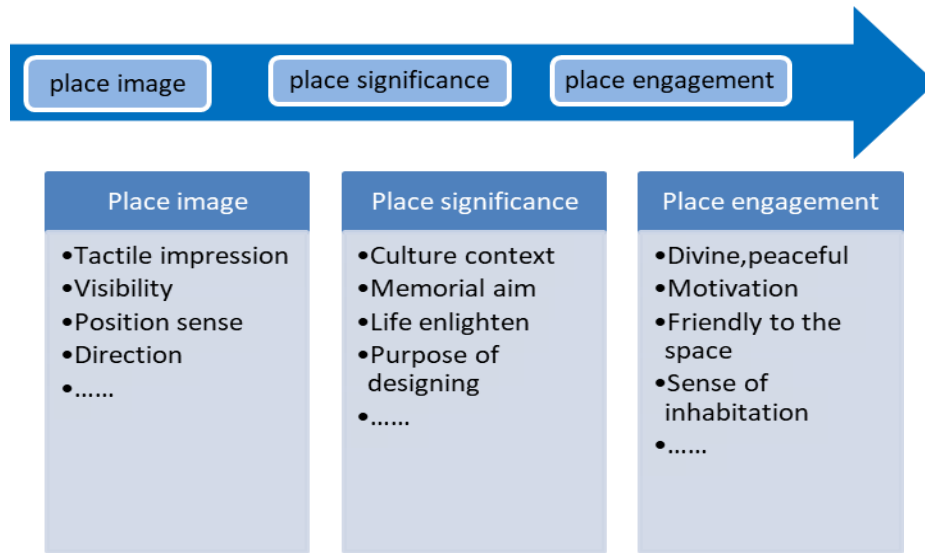 place image
place significance
place engagement
Place image
•Tactile impression
•Visibility
•Position sense
•Direction
•......
Place significance
•Culture context
•Memorial aim
•Life enlighten
•Purpose of
designing
•......
Place engagement
•Divine,peaceful
•Motivation
•Friendly to the
space
•Sense of
inhabitation
•......